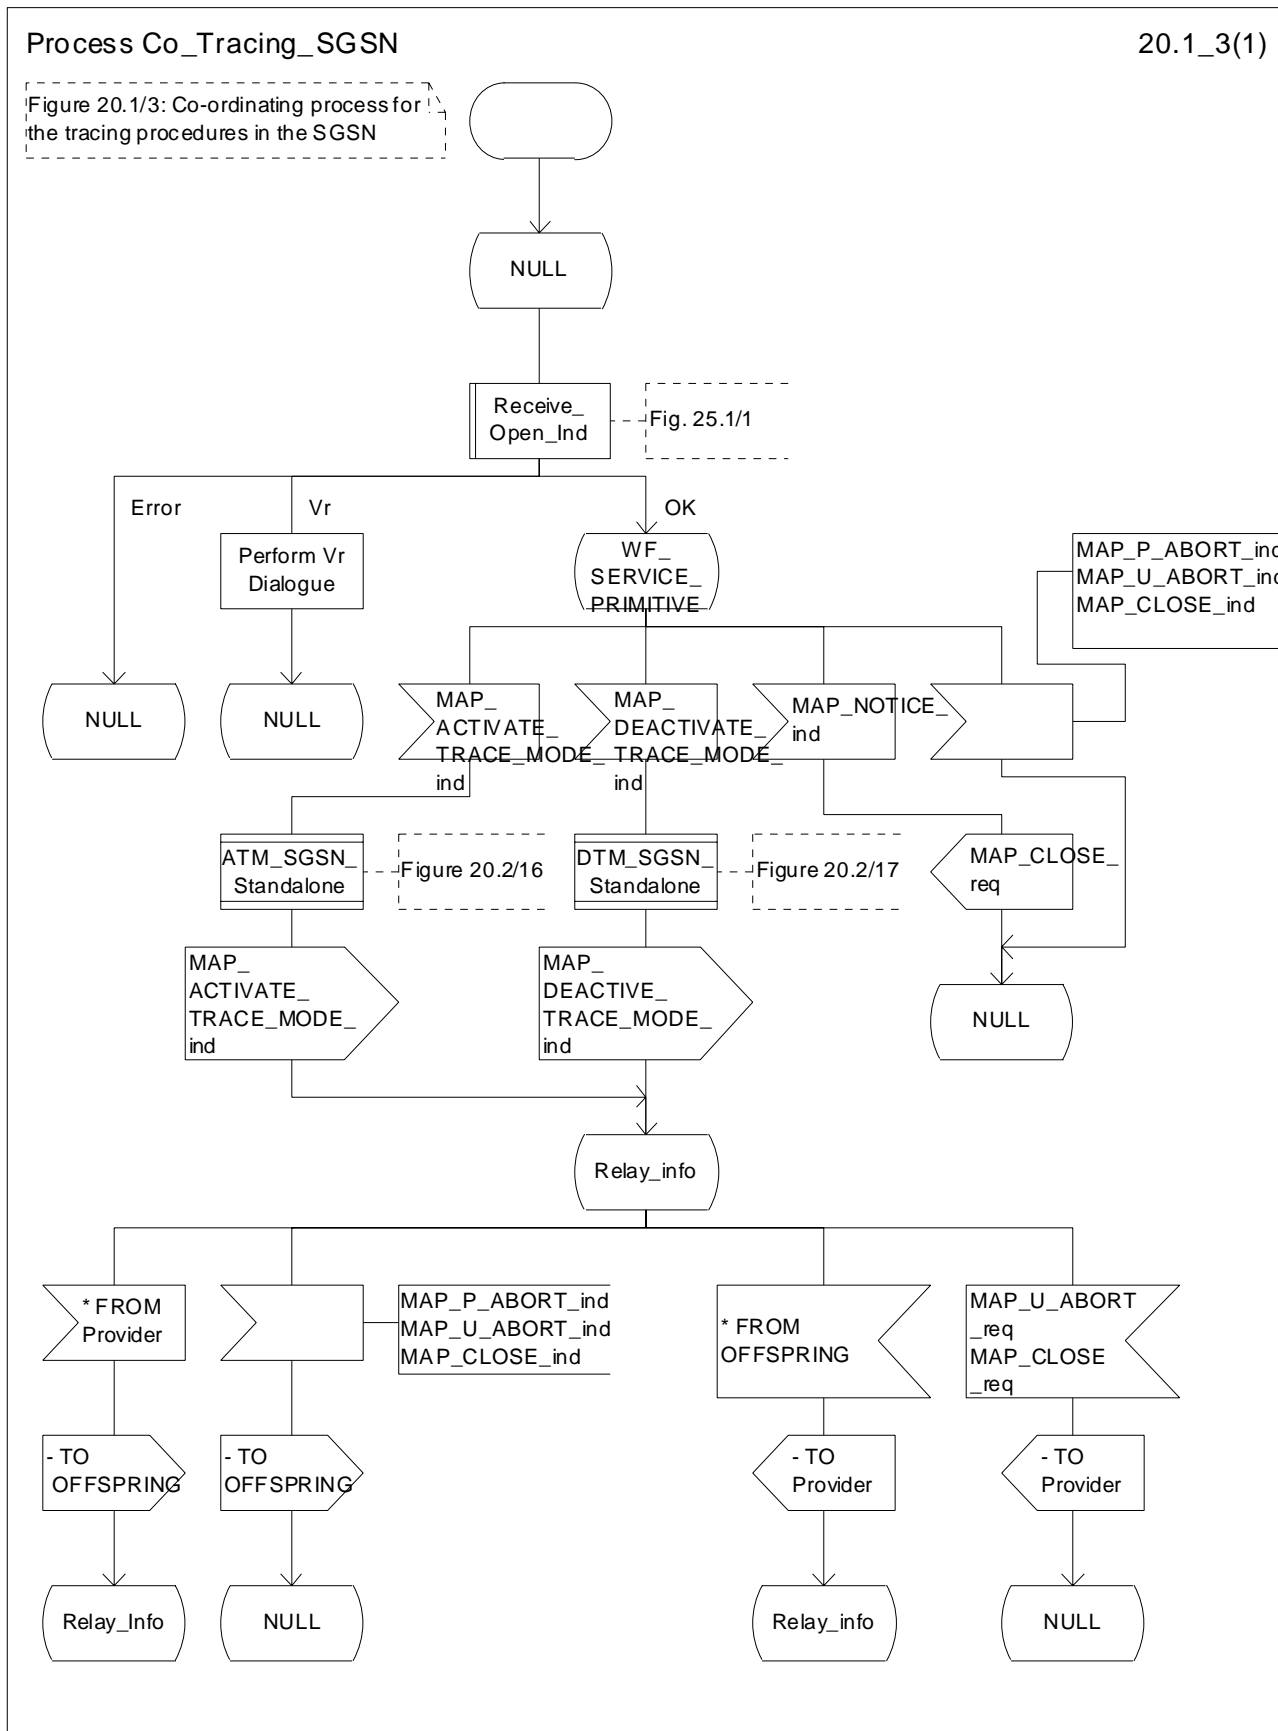 Process Co_Tracing_SGSN
20.1_3(1)
Figure 20.1/3: Co-ordinating process for
the tracing procedures in the SGSN
NULL
Receive_
Open_Ind
Fig. 25.1/1
Error
Vr
OK
Perform Vr
Dialogue
WF_
SERVICE_
PRIMITIVE
MAP_P_ABORT_ind
MAP_U_ABORT_ind
MAP_CLOSE_ind
NULL
NULL
MAP_
ACTIVATE_
TRACE_MODE_
ind
MAP_
DEACTIVATE_
TRACE_MODE_
ind
MAP_NOTICE_
ind
ATM_SGSN_
Standalone
Figure 20.2/16
DTM_SGSN_
Standalone
Figure 20.2/17
MAP_CLOSE_
req
MAP_
ACTIVATE_
TRACE_MODE_
ind
MAP_
DEACTIVE_
TRACE_MODE_
ind
NULL
Relay_info
* FROM
Provider
MAP_P_ABORT_ind
MAP_U_ABORT_ind
MAP_CLOSE_ind
* FROM
OFFSPRING
MAP_U_ABORT
_req
MAP_CLOSE
_req
- TO
OFFSPRING
- TO
OFFSPRING
- TO
Provider
- TO
Provider
Relay_Info
NULL
Relay_info
NULL